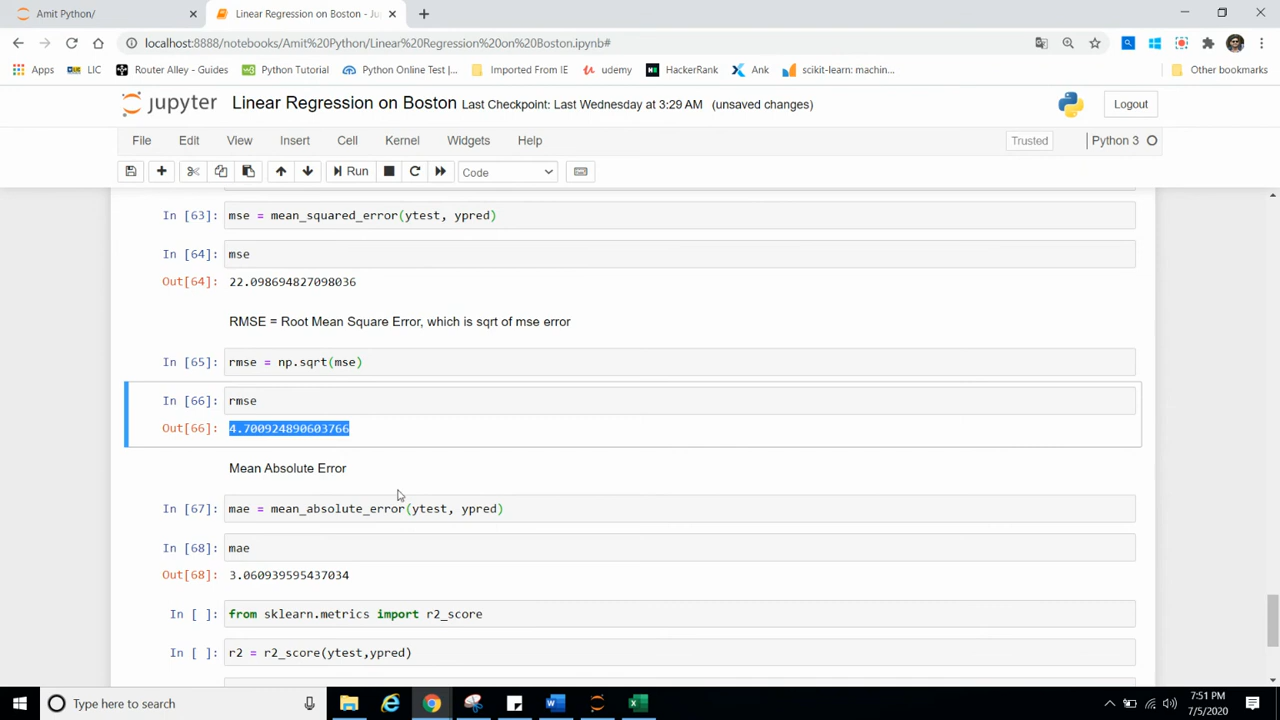 Amit Python/
Linear Regression on Boston - Ju
localhost:8888/notebooks/Amit%20Python/Linear%20Regression%20on%20Boston.ipynb#
Apps LIC Router Alley - Guides Python Tutorial Python Online Test |... Imported From IE udemy HackerRank Ank scikit-learn: machin... Other bookmarks
jupyter Linear Regression on Boston Last Checkpoint: Last Wednesday at 3:29 AM (unsaved changes) Logout
File Edit View Insert Cell Kernel Widgets Help Trusted Python 3
Run Code
In [63]: mse = mean_squared_error(ytest, ypred)
In [64]: mse
Out[64]: 22.098694827098036
RMSE = Root Mean Square Error, which is sqrt of mse error
In [65]: rmse = np.sqrt(mse)
In [66]: rmse
Out[66]: 4.700924890603766
Mean Absolute Error
In [67]: mae = mean_absolute_error(ytest, ypred)
In [68]: mae
Out[68]: 3.060939595437034
In [ ]: from sklearn.metrics import r2_score
In [ ]: r2 = r2_score(ytest,ypred)
Type here to search
7:51 PM
7/5/2020